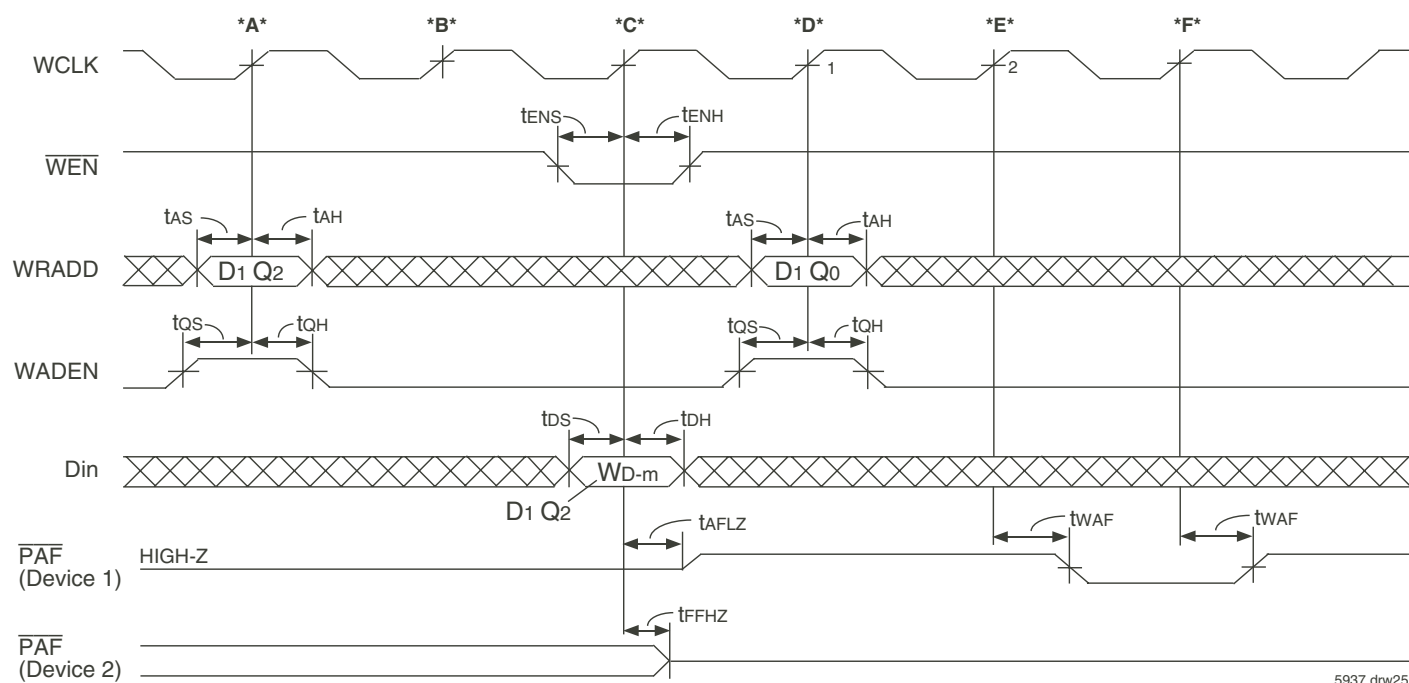 *A* *B* *C* *D* *E* *F*
WCLK 1 2
tENS tENH
WEN
tAS tAH tAS tAH
WRADD D1 Q2 D1 Q0
tQS tQH tQS tQH
WADEN
tDS tDH
Din WD-m
D1 Q2
tAFLZ tWAF tWAF
PAF HIGH-Z
(Device 1)
tFFHZ
PAF
(Device 2)
5937 drw25